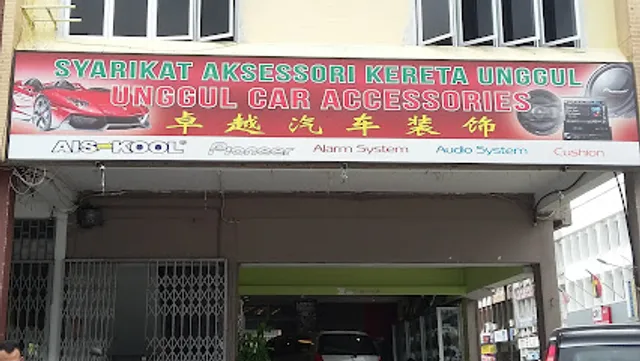 SYARIKAT AKSESSORI KERETA UNGGUL
UNGGUL CAR ACCESSORIES
卓越汽车装饰
AIS-KOOL® Pioneer Alarm System Audio System Cushion